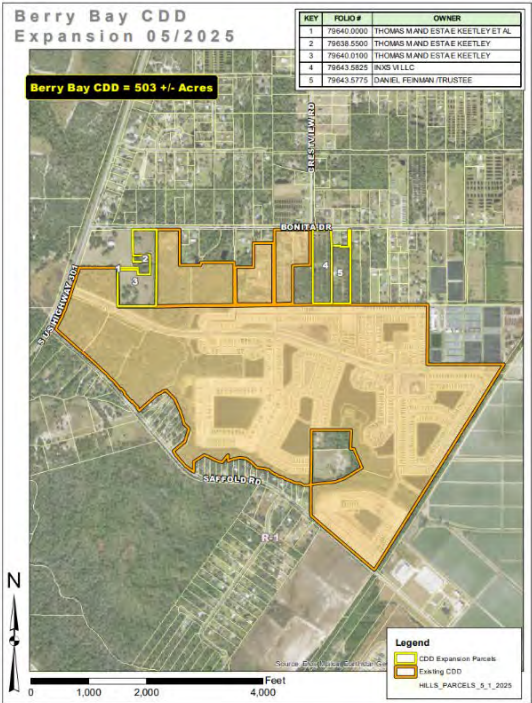 Berry Bay CDD
Expansion 05/2025
KEY FOLIO # OWNER
1 79640.0000 THOMAS M AND ESTA E KEETLEY ET AL
2 79638.5500 THOMAS M AND ESTA E KEETLEY
3 79640.0100 THOMAS M AND ESTA E KEETLEY
4 79643.5825 INXS VI LLC
5 79643.5775 DANIEL FEINMAN /TRUSTEE
Berry Bay CDD = 503 +/- Acres
CRESTVIEW RD
BONITA DR
1
2
3
4
5
S US HIGHWAY 301
SAFFOLD RD
R-1
N
Feet
0 1,000 2,000 4,000
Legend
CDD Expansion Parcels
Existing CDD
HILLS_PARCELS_5_1_2025